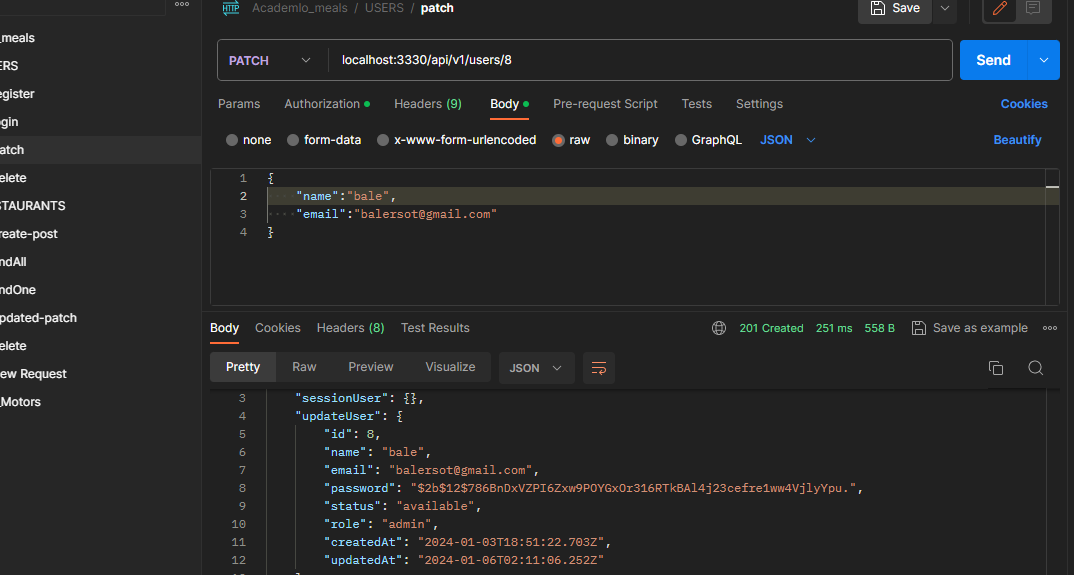 Academlo_meals / USERS / patch
Save
_meals
ERS
egister
gin
atch
elete
STAURANTS
reate-post
ndAll
ndOne
pdated-patch
elete
ew Request
_Motors
HTTP
PATCH
localhost:3330/api/v1/users/8
Send
Params Authorization Headers (9) Body Pre-request Script Tests Settings Cookies
none form-data x-www-form-urlencoded raw binary GraphQL JSON Beautify
1 {
2 "name":"bale",
3 "email":"balersot@gmail.com"
4 }
Body Cookies Headers (8) Test Results 201 Created 251 ms 558 B Save as example
Pretty Raw Preview Visualize JSON
3 "sessionUser": {},
4 "updateUser": {
5 "id": 8,
6 "name": "bale",
7 "email": "balersot@gmail.com",
8 "password": "$2b$12$786BnDxVZPI6Zxw9POYGxOr316RTkBAl4j23cefre1ww4VjlyYpu.",
9 "status": "available",
10 "role": "admin",
11 "createdAt": "2024-01-03T18:51:22.703Z",
12 "updatedAt": "2024-01-06T02:11:06.252Z"